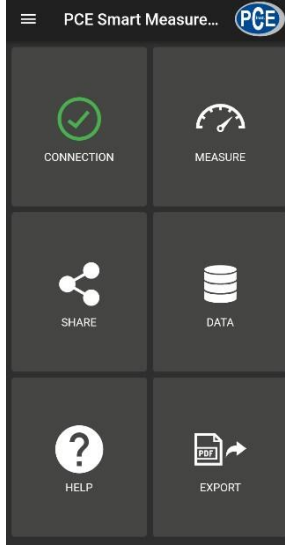 PCE Smart Measure... PCE
CONNECTION MEASURE
SHARE DATA
?
HELP PDF EXPORT